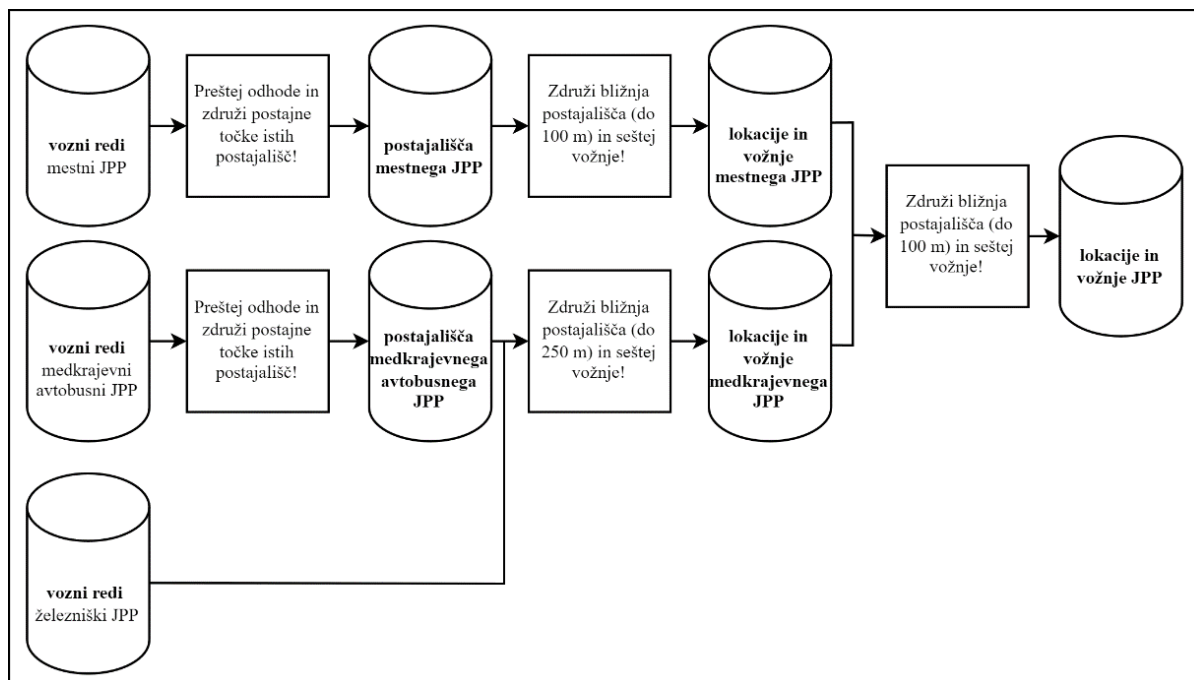 vozni redi
mestni JPP
Preštej odhode in
združi postajne
točke istih
postajališč!
postajališča
mestnega JPP
Združi bližnja
postajališča (do
100 m) in seštej
vožnje!
lokacije in
vožnje
mestnega JPP
vozni redi
medkrajevni
avtobusni JPP
Preštej odhode in
združi postajne
točke istih
postajališč!
postajališča
medkrajevnega
avtobusnega
JPP
Združi bližnja
postajališča (do
250 m) in seštej
vožnje!
lokacije in
vožnje
medkrajevnega
JPP
Združi bližnja
postajališča (do
100 m) in seštej
vožnje!
lokacije in
vožnje JPP
vozni redi
železniški JPP